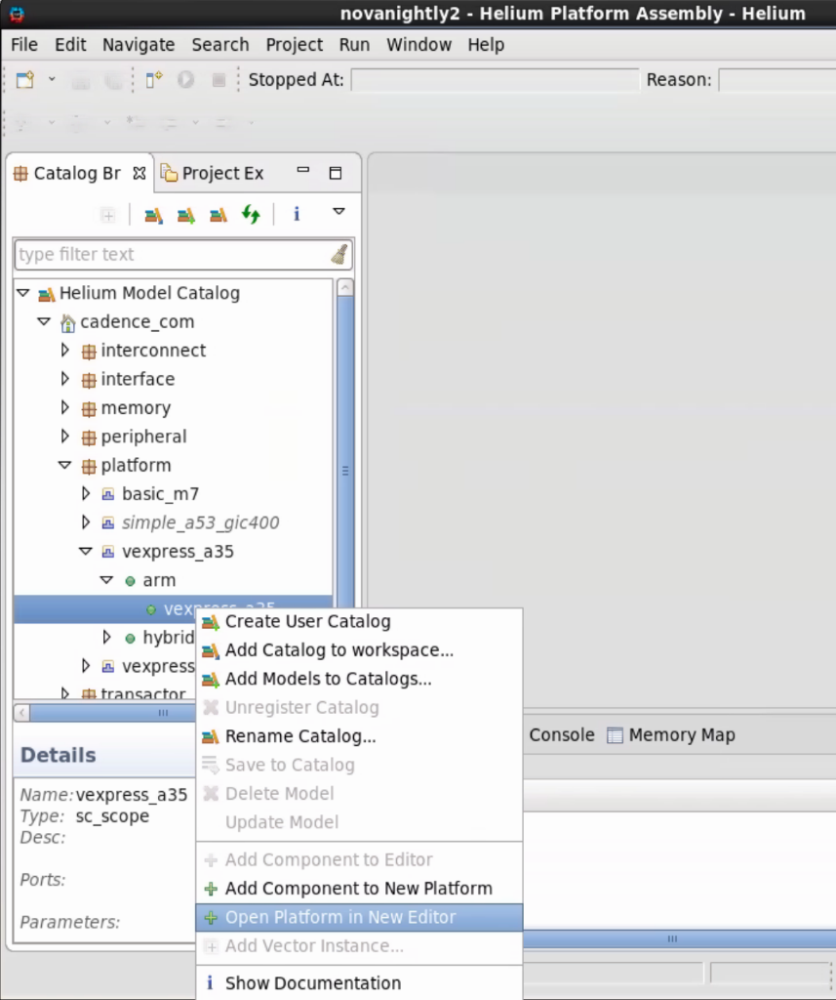 novanightly2 - Helium Platform Assembly - Helium
File Edit Navigate Search Project Run Window Help
Stopped At: Reason:
Catalog Br Project Ex
type filter text
Helium Model Catalog
cadence_com
interconnect
interface
memory
peripheral
platform
basic_m7
simple_a53_gic400
vexpress_a35
arm
vexpress_a35
hybrid
vexpress
transactor
Create User Catalog
Add Catalog to workspace...
Add Models to Catalogs...
Unregister Catalog
Rename Catalog...
Save to Catalog
Delete Model
Update Model
Add Component to Editor
Add Component to New Platform
Open Platform in New Editor
Add Vector Instance...
Show Documentation
Console Memory Map
Details
Name: vexpress_a35
Type: sc_scope
Desc:
Ports:
Parameters: